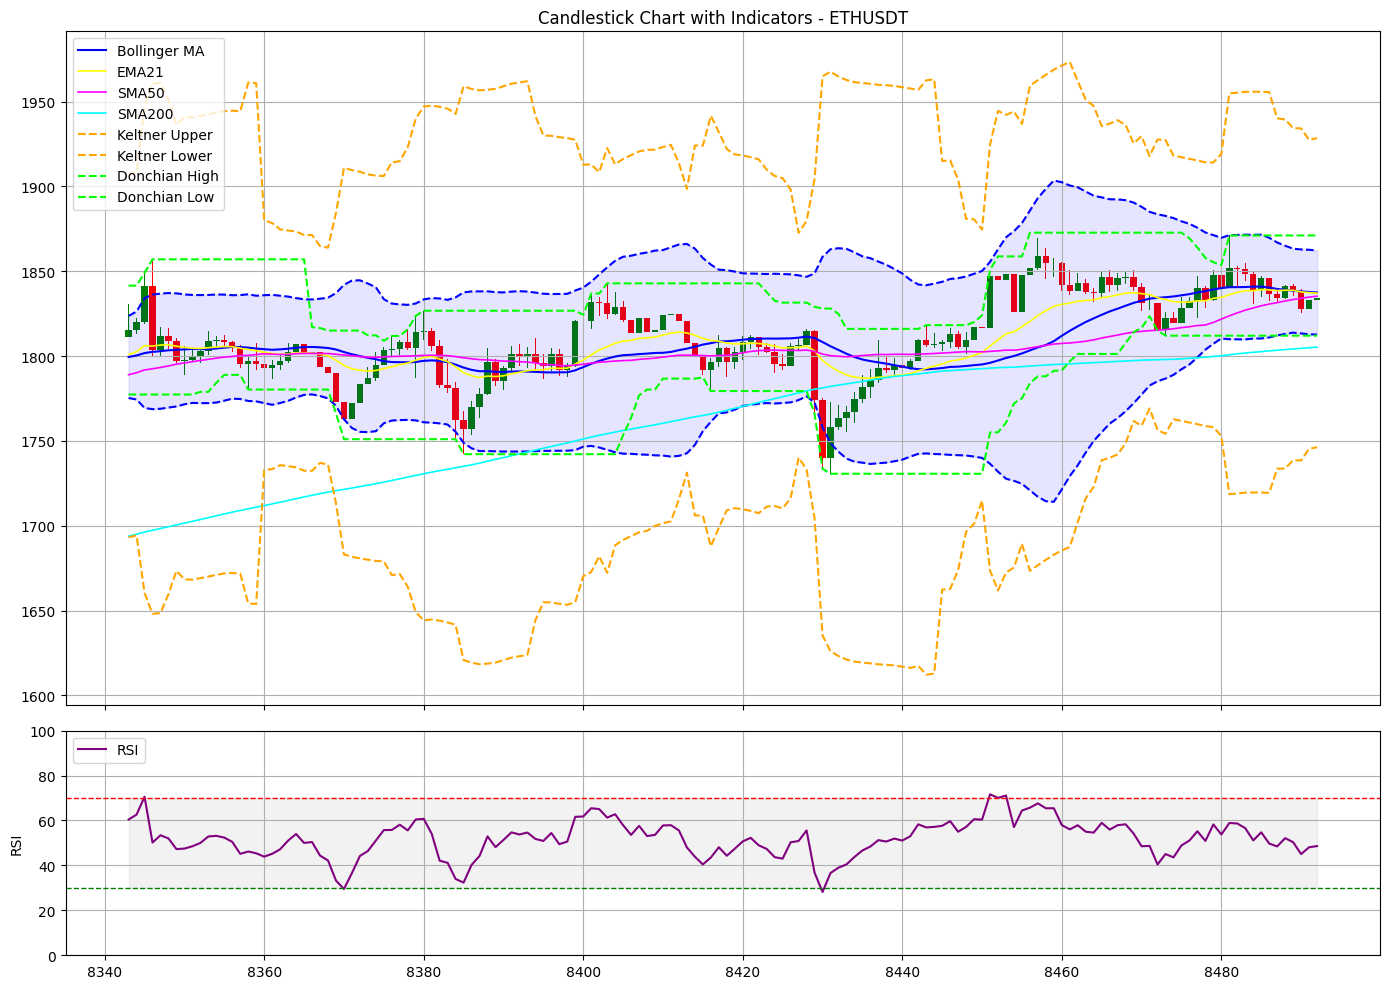 Candlestick Chart with Indicators - ETHUSDT
Bollinger MA
EMA21
SMA50
SMA200
Keltner Upper
Keltner Lower
Donchian High
Donchian Low
1950
1900
1850
1800
1750
1700
1650
1600
RSI
100
80
60
40
20
0
RSI
8340 8360 8380 8400 8420 8440 8460 8480